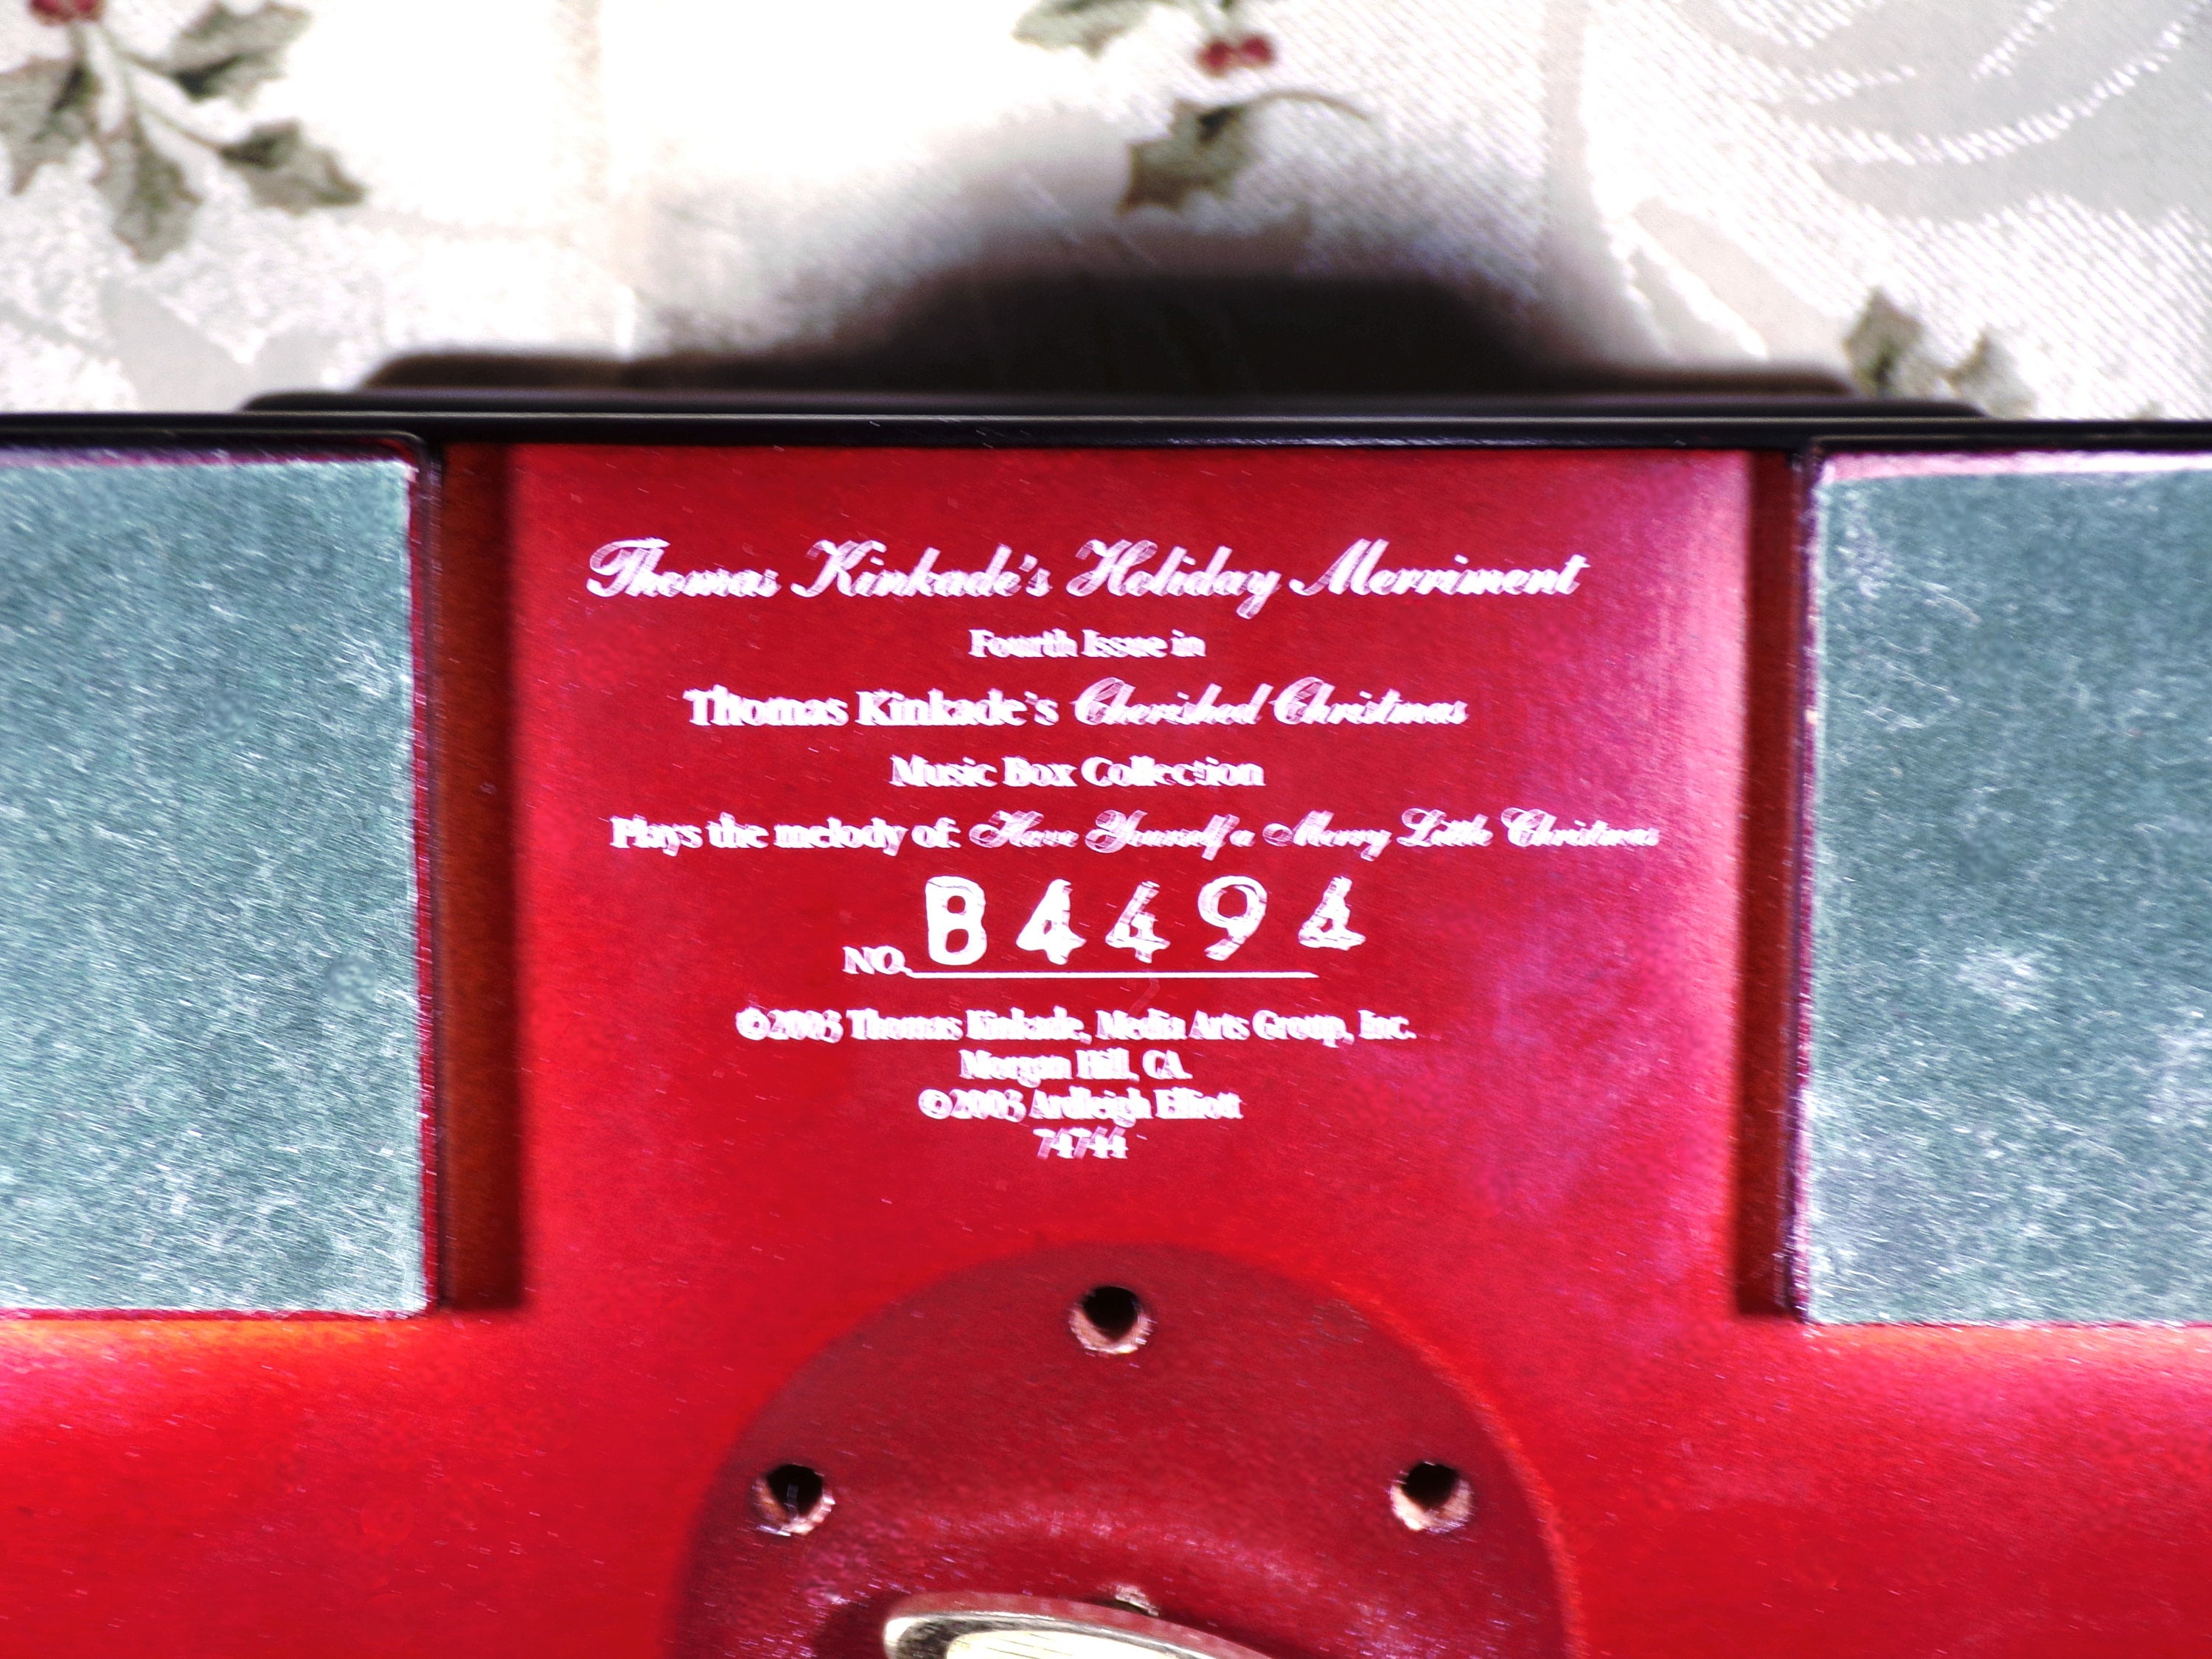 Thomas Kinkade's Holiday Merriment
Fourth Issue in
Thomas Kinkade's Cherished Christmas
Music Box Collection
Plays the melody of: Have Yourself a Merry Little Christmas
NO. B4494
©2003 Thomas Kinkade, Media Arts Group, Inc.
Morgan Hill, CA.
©2003 Ardleigh Elliott
74744